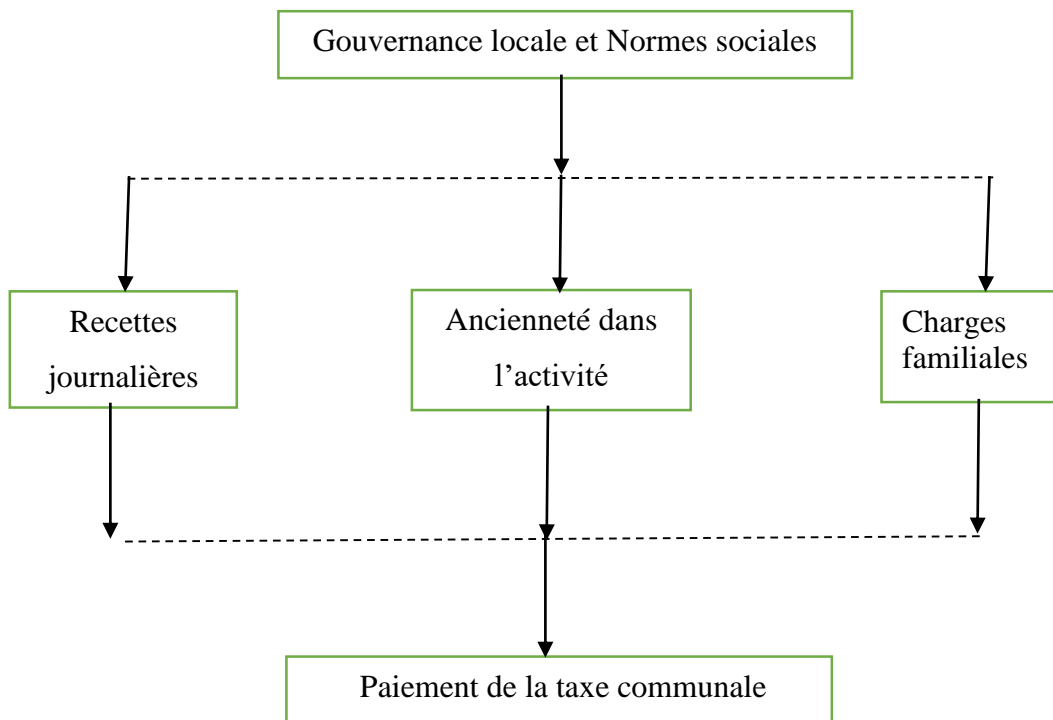 Gouvernance locale et Normes sociales
Recettes
journalières
Ancienneté dans
l’activité
Charges
familiales
Paiement de la taxe communale